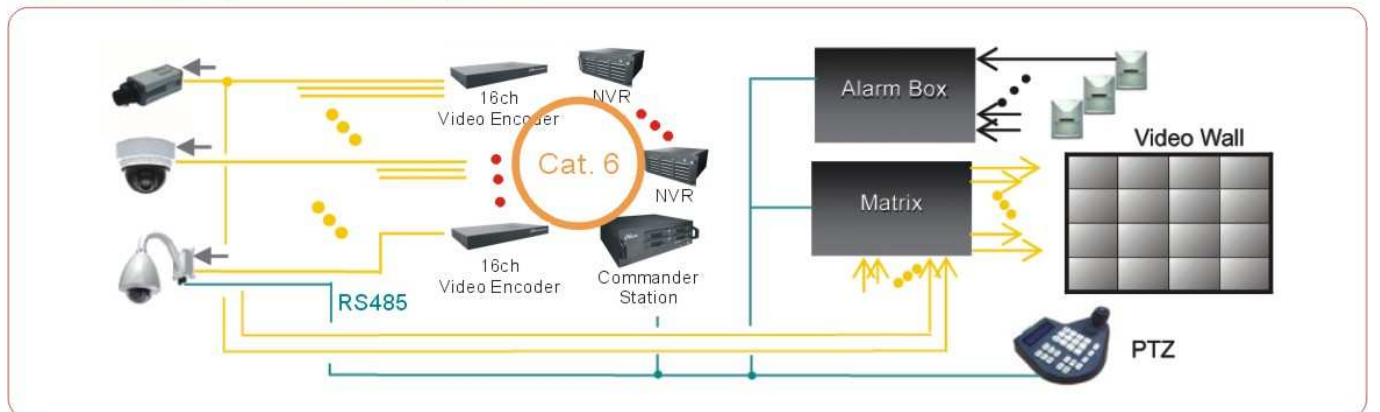 16ch
Video Encoder
NVR
Cat. 6
NVR
16ch
Video Encoder
Commander
Station
RS485
Alarm Box
Matrix
Video Wall
PTZ